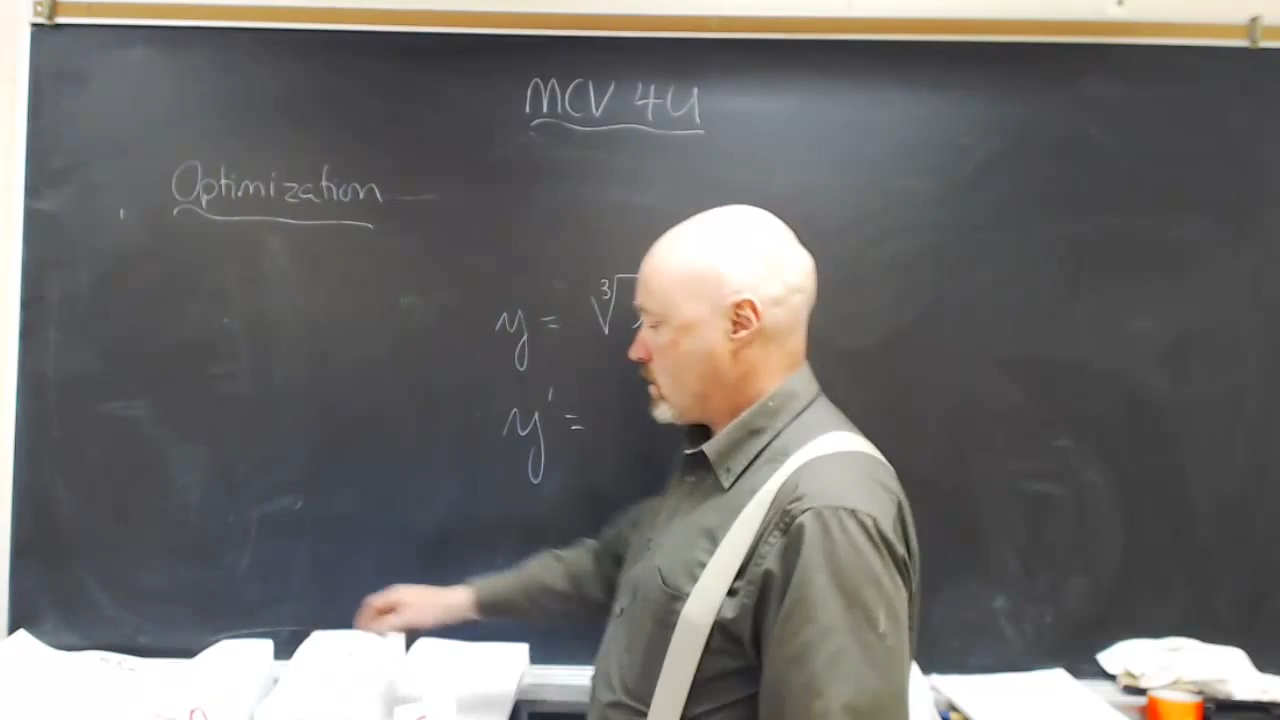 MCV 4U
Optimization
y = ∛
y' =